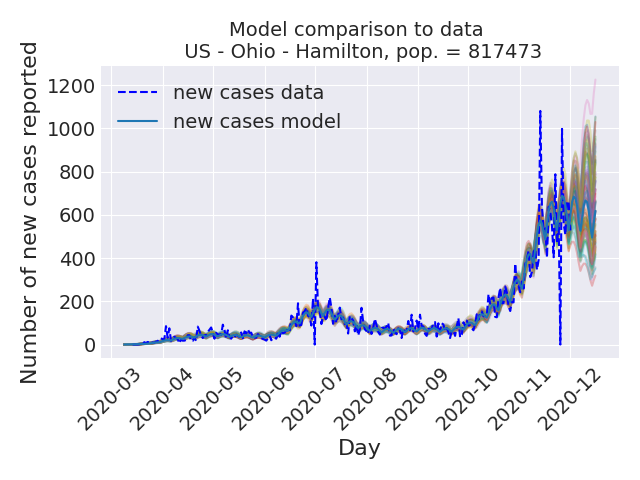 Model comparison to data
US - Ohio - Hamilton, pop. = 817473
Number of new cases reported
1200
1000
800
600
400
200
0
new cases data
new cases model
2020-03
2020-04
2020-05
2020-06
2020-07
2020-08
2020-09
2020-10
2020-11
2020-12
Day